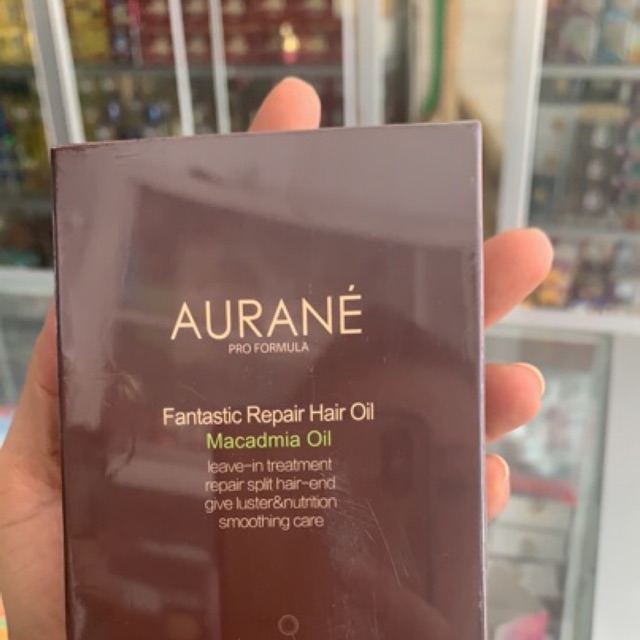 AURANÉ
PRO FORMULA
Fantastic Repair Hair Oil
Macadmia Oil
leave-in treatment
repair split hair-end
give luster&nutrition
smoothing care